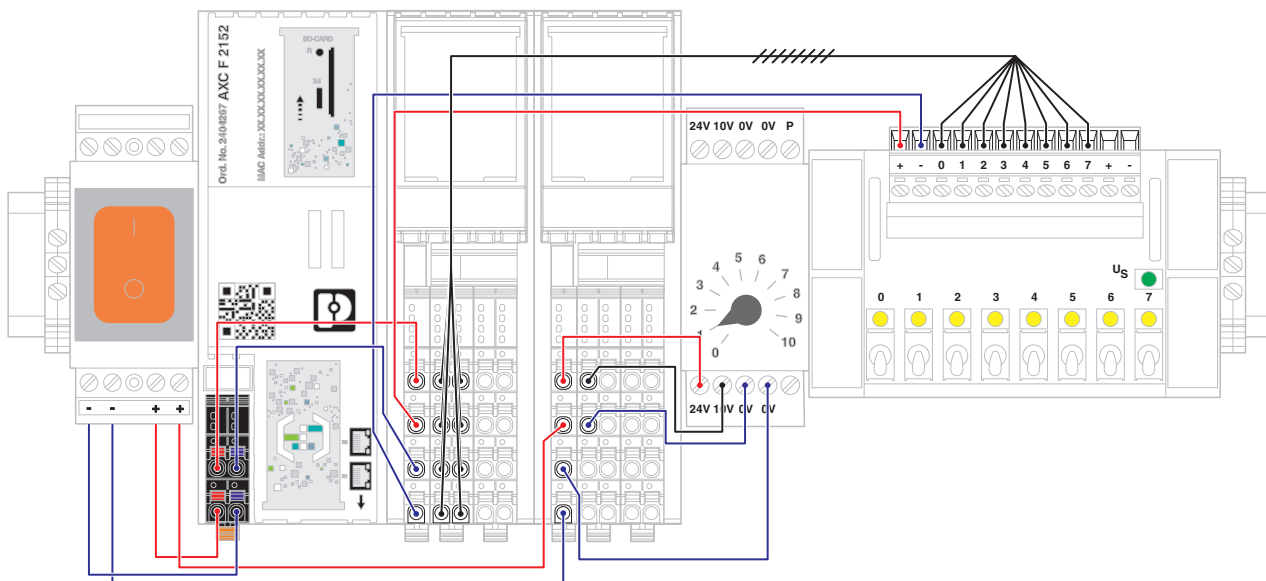 Ord. No. 2404267 AXC F 2152
MAC Addr.: XX.XX.XX.XX.XX.XX
SD-CARD
R
X4
- - + +
24V 10V 0V 0V P
0 1 2 3 4 5 6 7 8 9 10
24V 10V 0V 0V
+ - 0 1 2 3 4 5 6 7 + -
US
0 1 2 3 4 5 6 7